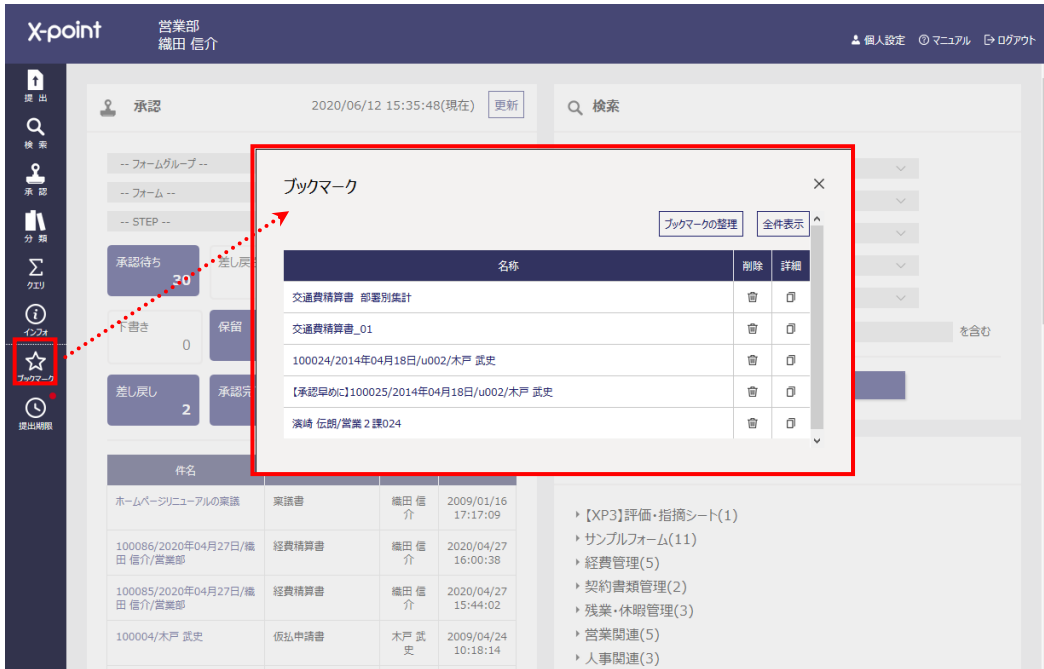 X-point
営業部
織田 信介
個人設定
マニュアル
ログアウト
提 出
検 索
承 認
分 類
クエリ
インフォ
ブックマーク
提出期限
承認
2020/06/12 15:35:48(現在)
更新
-- フォームグループ --
-- フォーム --
-- STEP --
承認待ち
30
差し戻
下書き
0
保留
差し戻し
2
承認完
件名
ホームページリニューアルの稟議
稟議書
織田 信
介
2009/01/16
17:17:09
100086/2020年04月27日/織
田 信介/営業部
経費精算書
織田 信
介
2020/04/27
16:00:38
100085/2020年04月27日/織
田 信介/営業部
経費精算書
織田 信
介
2020/04/27
15:44:02
100004/木戸 武史
仮払申請書
木戸 武
史
2009/04/24
10:18:14
ブックマーク
ブックマークの整理
全件表示
名称
削除
詳細
交通費精算書 部署別集計
交通費精算書_01
100024/2014年04月18日/u002/木戸 武史
【承認早めに】100025/2014年04月18日/u002/木戸 武史
濱崎 伝朗/営業２課024
検索
を含む
【XP3】評価・指摘シート(1)
サンプルフォーム(11)
経費管理(5)
契約書類管理(2)
残業・休暇管理(3)
営業関連(5)
人事関連(3)